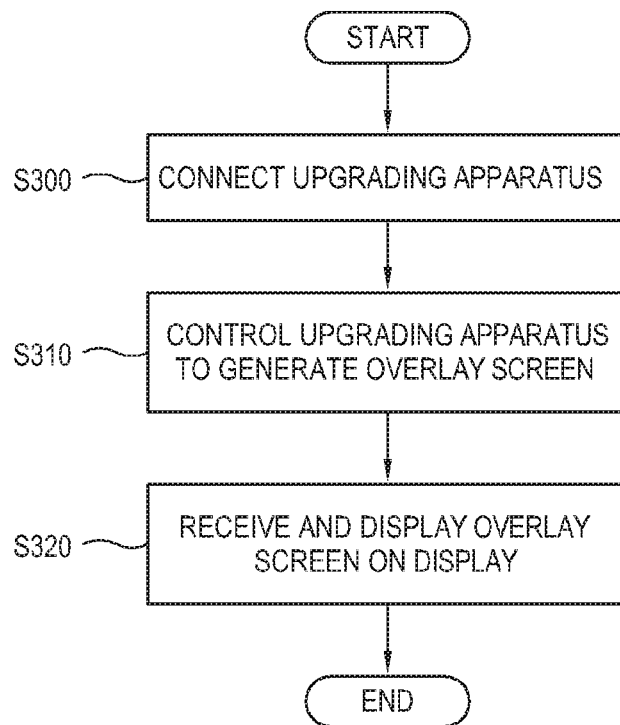 START
S300
CONNECT UPGRADING APPARATUS
S310
CONTROL UPGRADING APPARATUS
TO GENERATE OVERLAY SCREEN
S320
RECEIVE AND DISPLAY OVERLAY
SCREEN ON DISPLAY
END